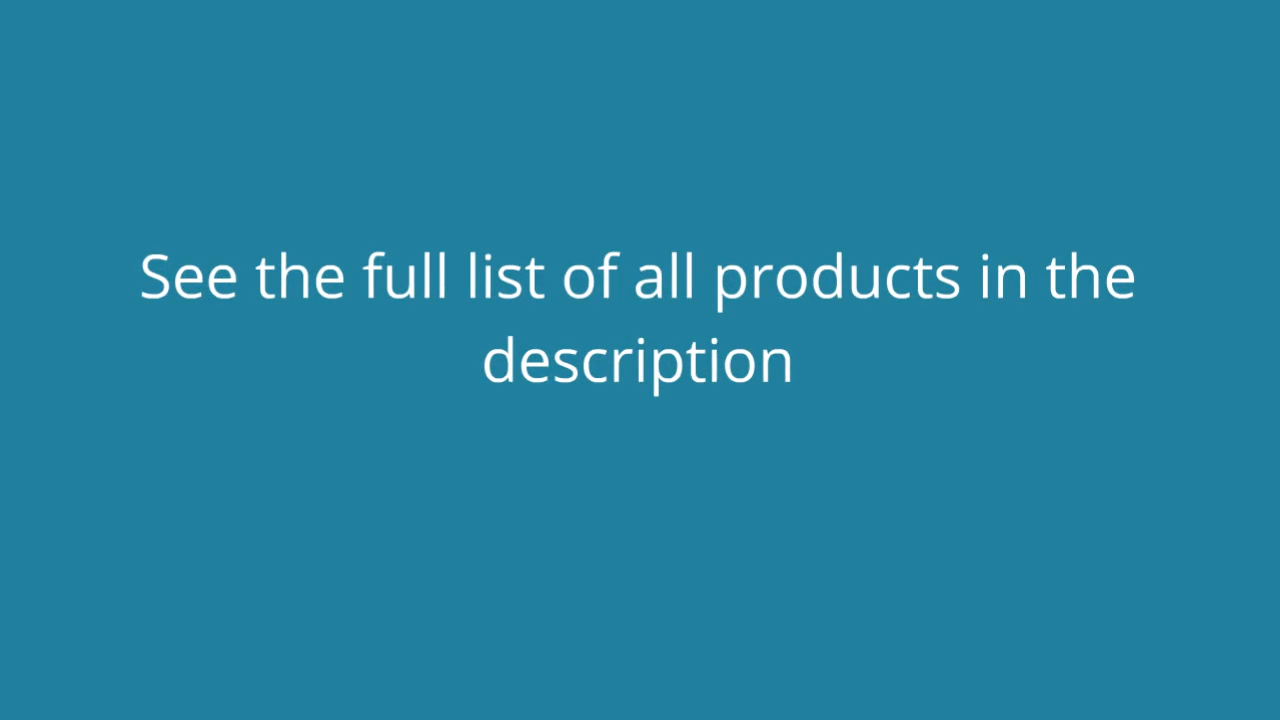 See the full list of all products in the
description